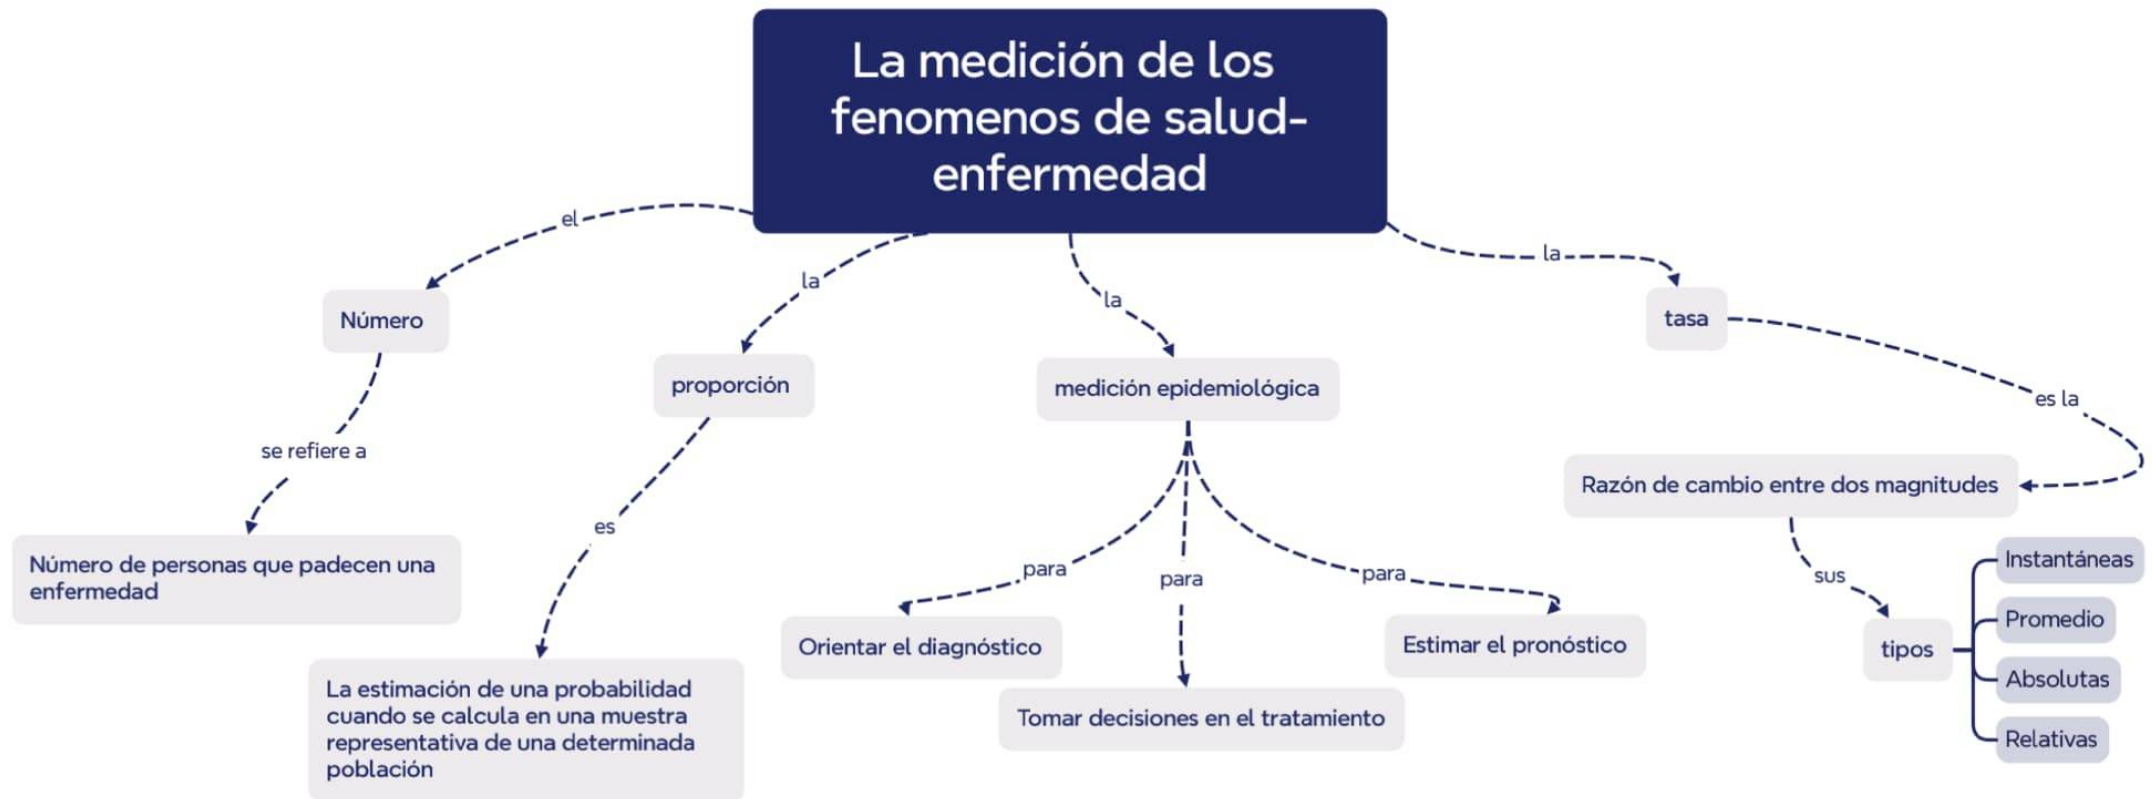 La medición de los
fenomenos de salud-
enfermedad
el
la
la
la
Número
proporción
medición epidemiológica
tasa
se refiere a
es
para
para
para
es la
Número de personas que padecen una
enfermedad
La estimación de una probabilidad
cuando se calcula en una muestra
representativa de una determinada
población
Orientar el diagnóstico
Tomar decisiones en el tratamiento
Estimar el pronóstico
Razón de cambio entre dos magnitudes
sus
tipos
Instantáneas
Promedio
Absolutas
Relativas